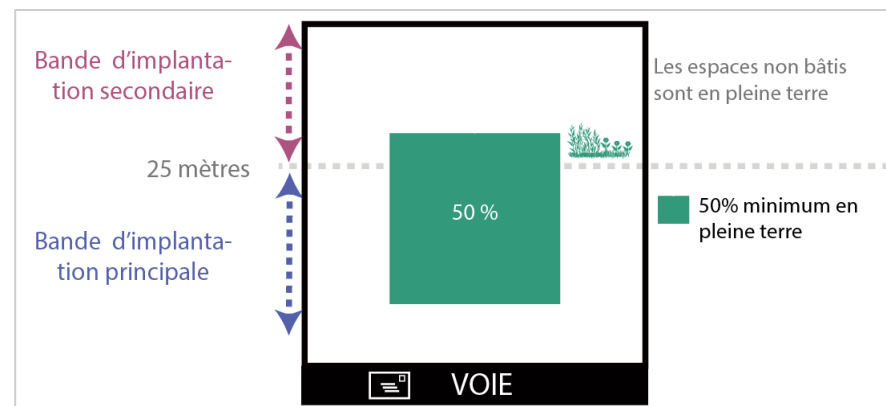 Bande d'implanta-
tion secondaire
Les espaces non bâtis
sont en pleine terre
25 mètres
50 %
50% minimum en
pleine terre
Bande d'implanta-
tion principale
VOIE